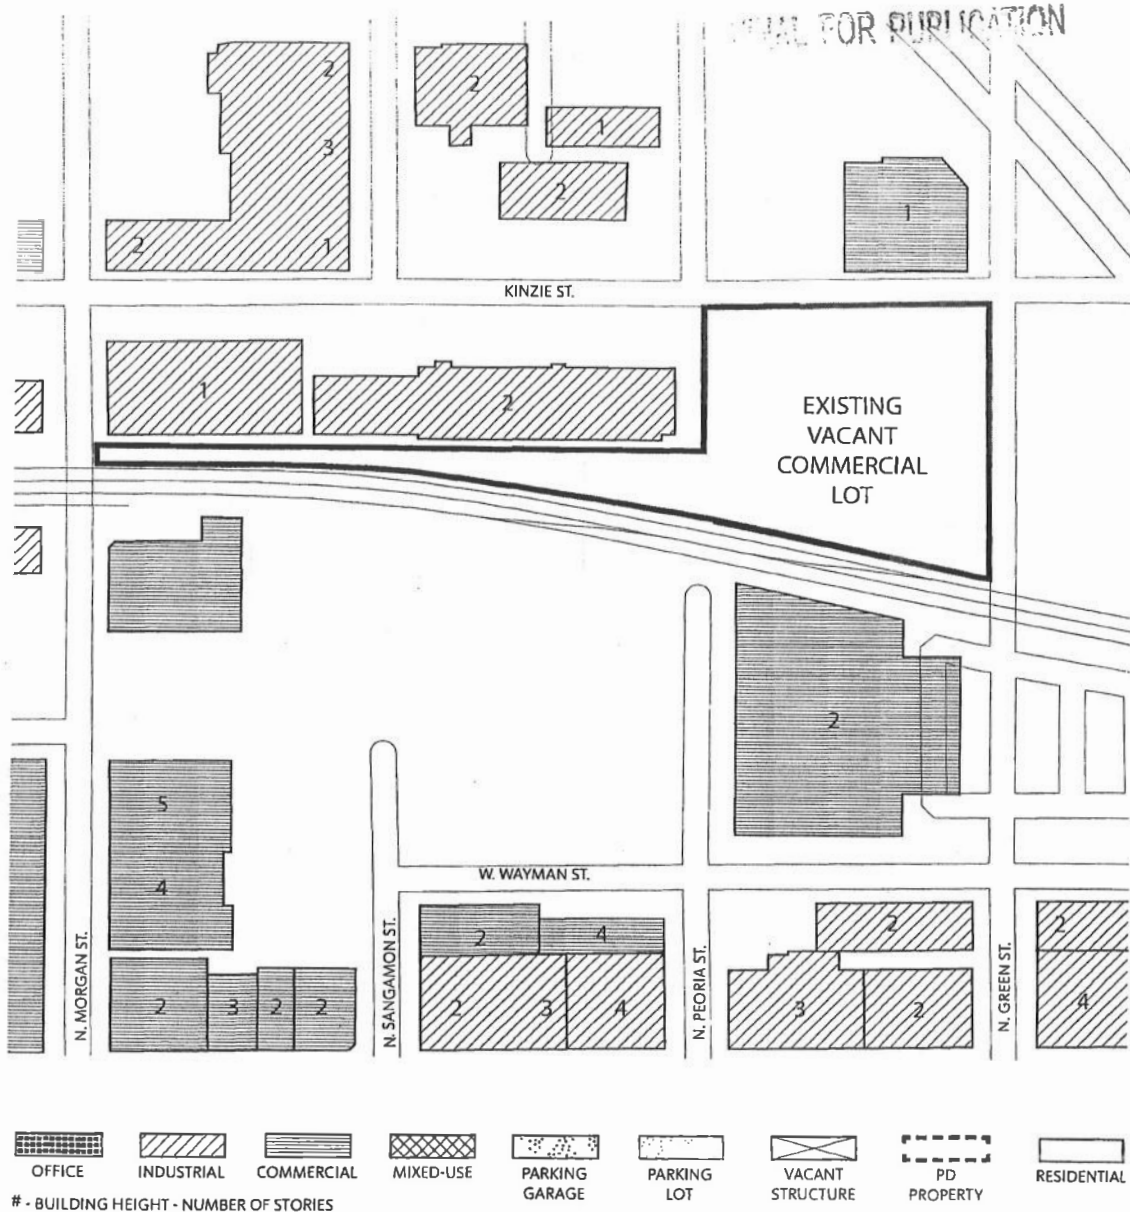 FOR PUBLICATION
2
2
3
1
2
1
2
1
KINZIE ST.
1
2
EXISTING
VACANT
COMMERCIAL
LOT
2
5
4
W. WAYMAN ST.
N. MORGAN ST.
N. SANGAMON ST.
N. PEORIA ST.
N. GREEN ST.
2
4
2
2
2
3
2
2
2
3
4
3
2
4
OFFICE
INDUSTRIAL
COMMERCIAL
MIXED-USE
PARKING
GARAGE
PARKING
LOT
VACANT
STRUCTURE
PD
PROPERTY
RESIDENTIAL
# - BUILDING HEIGHT - NUMBER OF STORIES